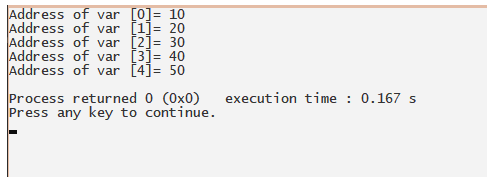 Address of var [0]= 10
Address of var [1]= 20
Address of var [2]= 30
Address of var [3]= 40
Address of var [4]= 50
Process returned 0 (0x0)   execution time : 0.167 s
Press any key to continue.